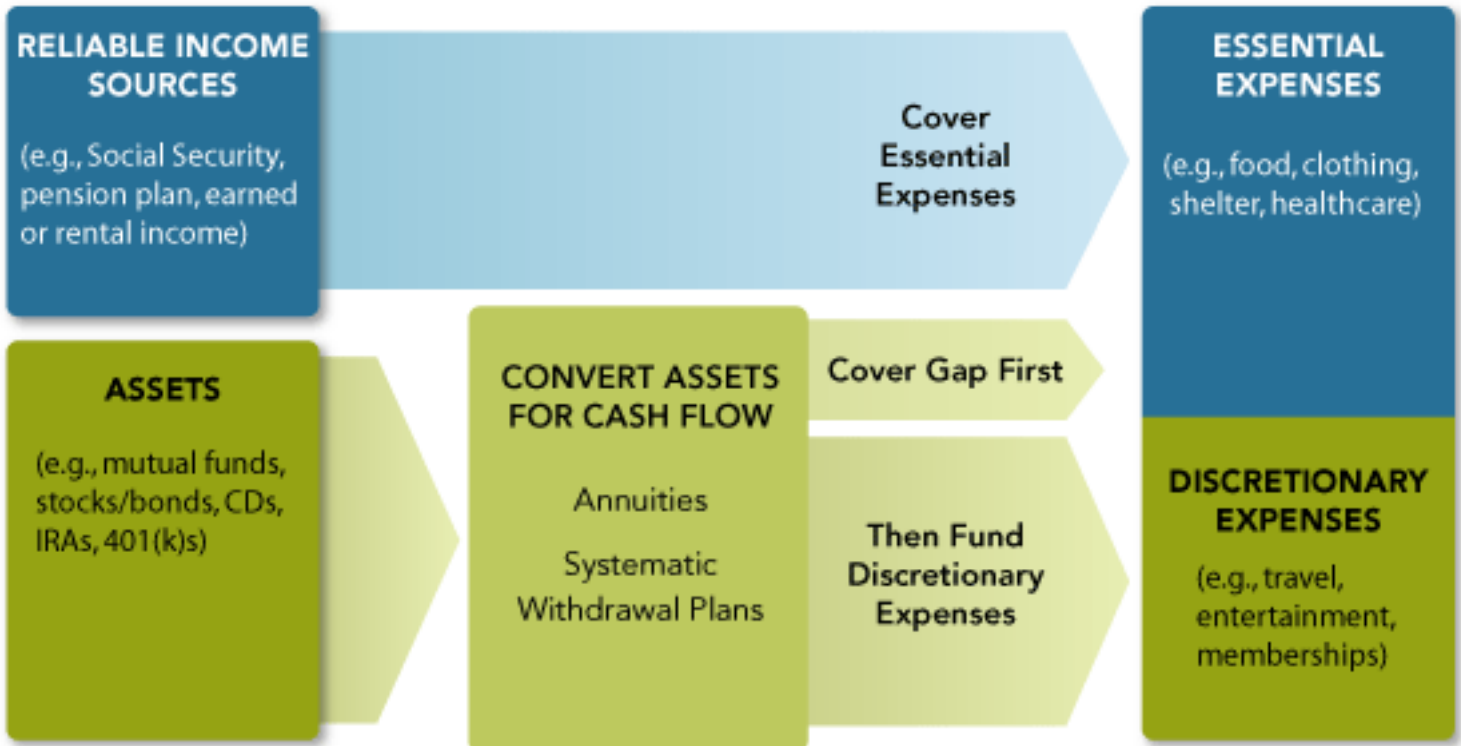 RELIABLE INCOME
SOURCES
(e.g., Social Security,
pension plan, earned
or rental income)
Cover
Essential
Expenses
ESSENTIAL
EXPENSES
(e.g., food, clothing,
shelter, healthcare)
ASSETS
(e.g., mutual funds,
stocks/bonds, CDs,
IRAs, 401(k)s)
CONVERT ASSETS
FOR CASH FLOW
Annuities
Systematic
Withdrawal Plans
Cover Gap First
Then Fund
Discretionary
Expenses
DISCRETIONARY
EXPENSES
(e.g., travel,
entertainment,
memberships)